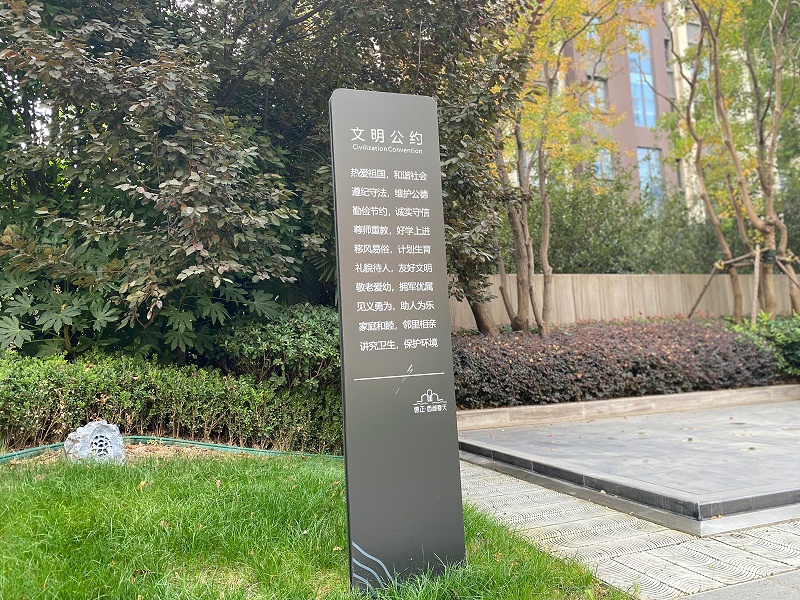 文明公约
Civilization Convention
热爱祖国，和谐社会
遵纪守法，维护公德
勤俭节约，诚实守信
尊师重教，好学上进
移风易俗，计划生育
礼貌待人，友好文明
敬老爱幼，拥军优属
见义勇为，助人为乐
家庭和睦，邻里相亲
讲究卫生，保护环境